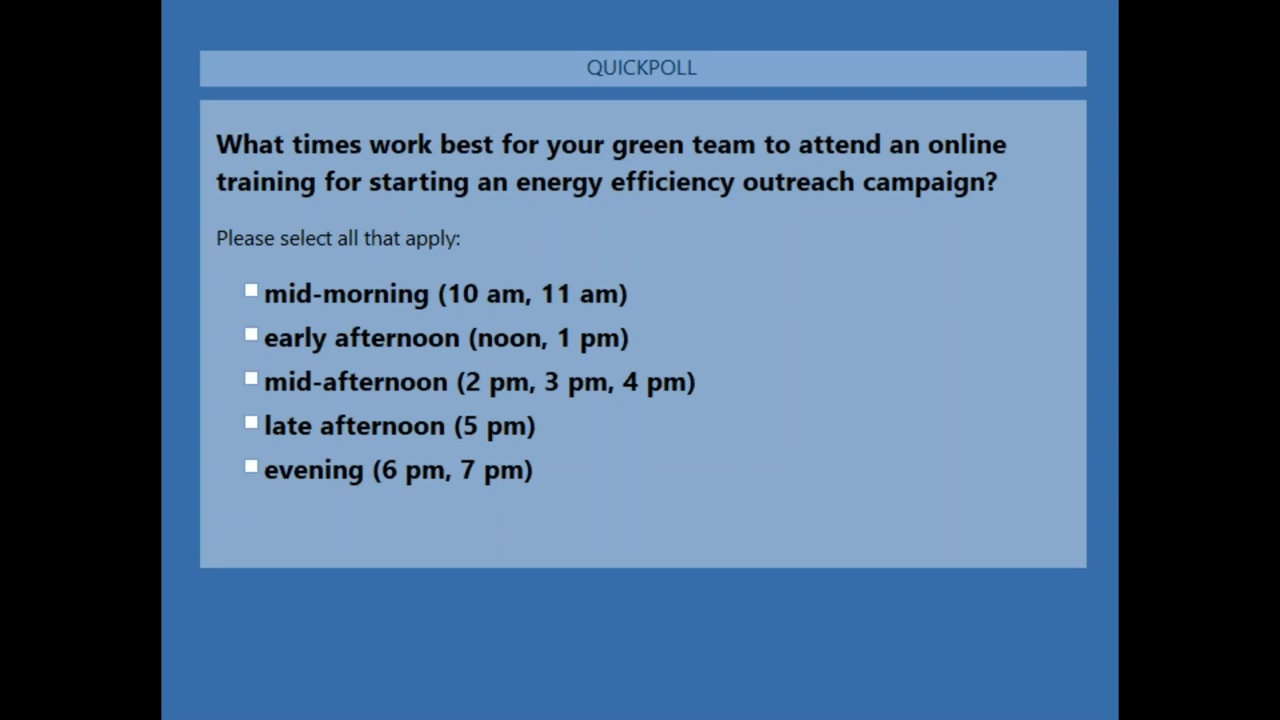 QUICKPOLL
What times work best for your green team to attend an online
training for starting an energy efficiency outreach campaign?
Please select all that apply:
mid-morning (10 am, 11 am)
early afternoon (noon, 1 pm)
mid-afternoon (2 pm, 3 pm, 4 pm)
late afternoon (5 pm)
evening (6 pm, 7 pm)